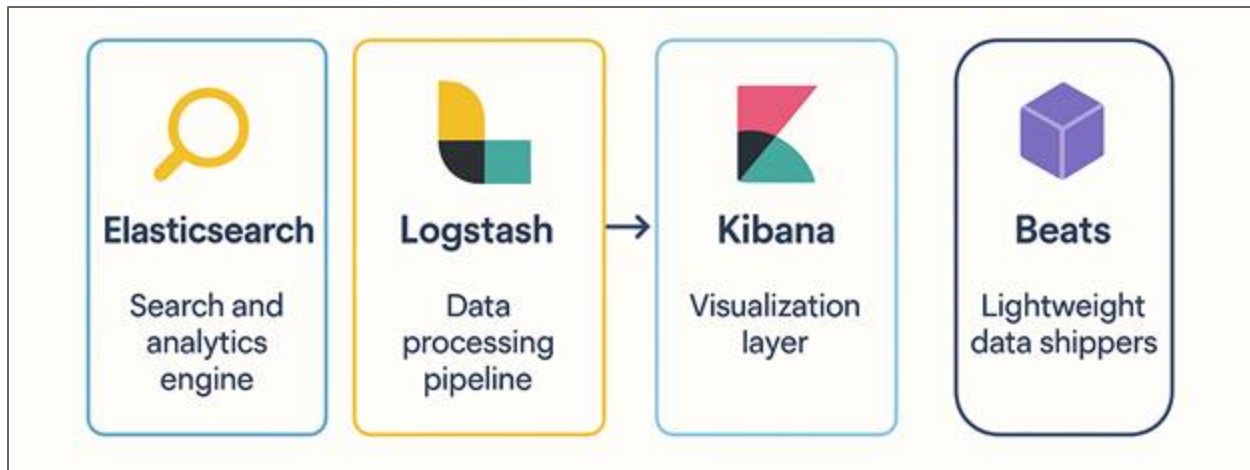 Elasticsearch
Search and
analytics
engine
Logstash
Data
processing
pipeline
Kibana
Visualization
layer
Beats
Lightweight
data shippers